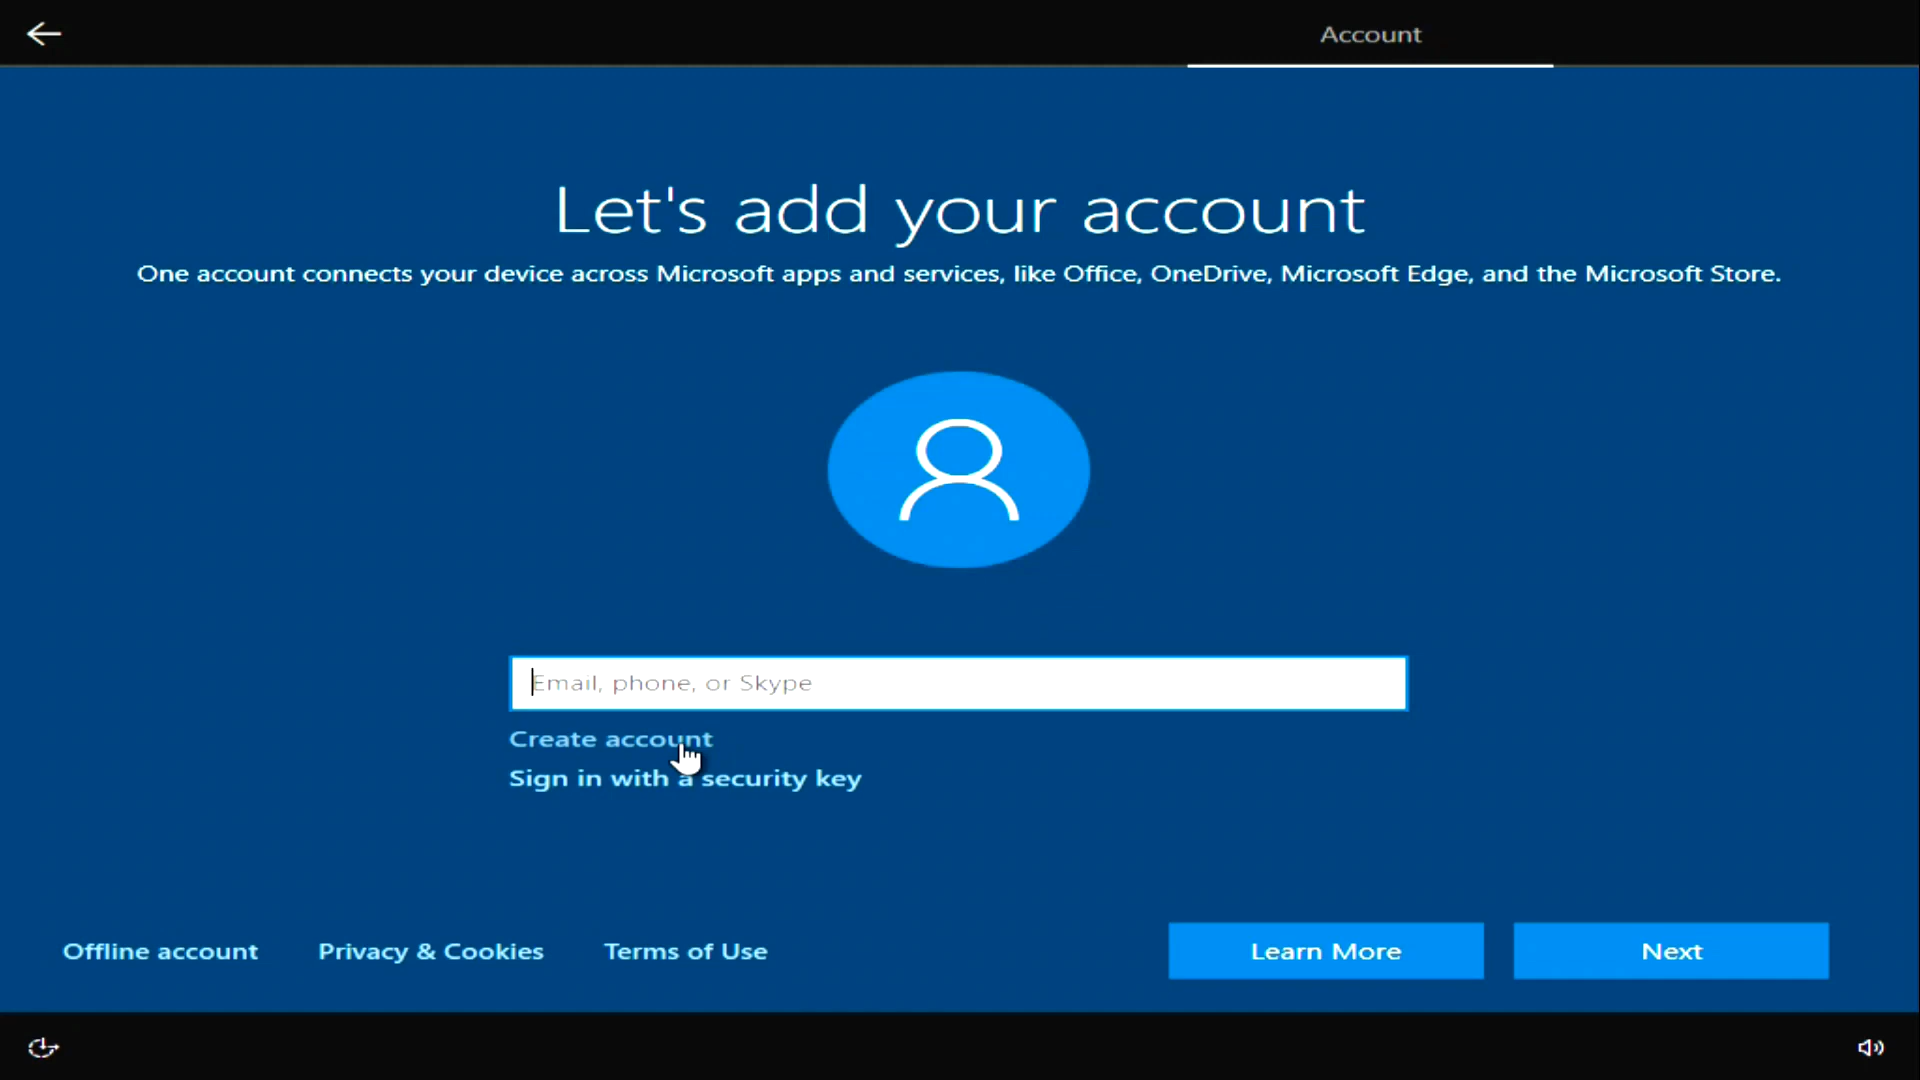 Account
Let's add your account
One account connects your device across Microsoft apps and services, like Office, OneDrive, Microsoft Edge, and the Microsoft Store.
Email, phone, or Skype
Create account
Sign in with a security key
Offline account
Privacy & Cookies
Terms of Use
Learn More
Next